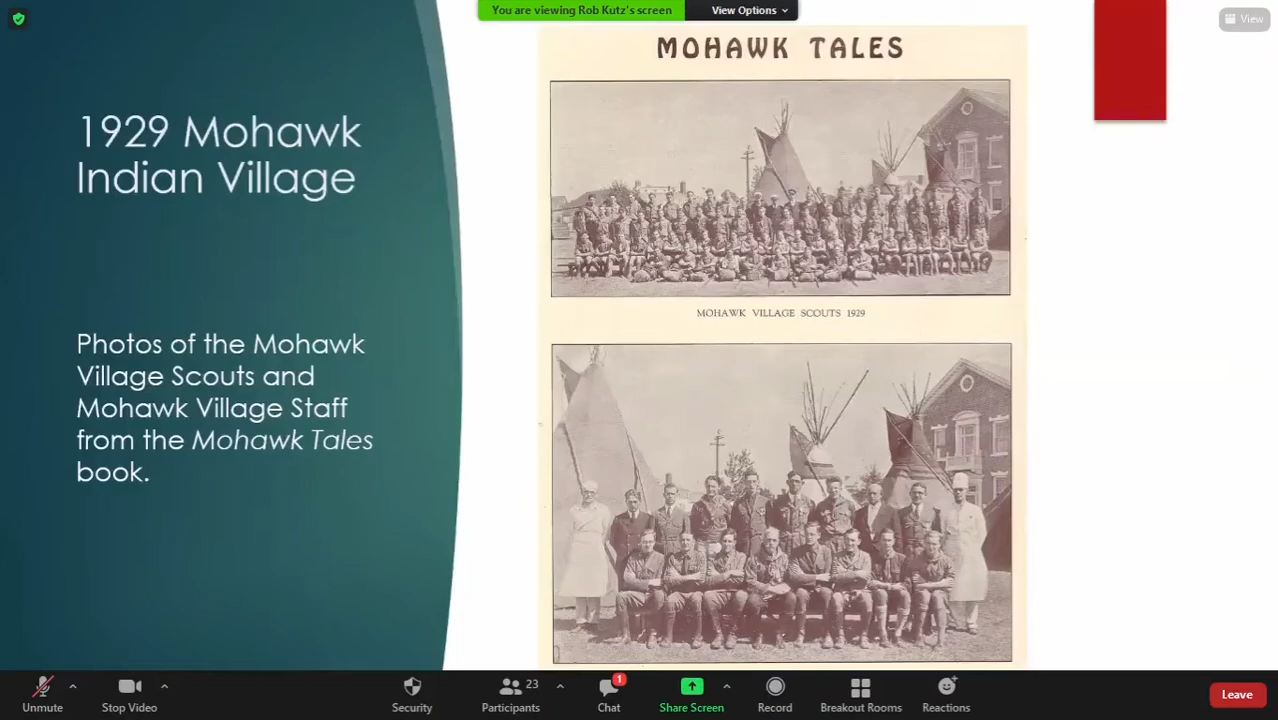 You are viewing Rob Kutz's screen
View Options
View
MOHAWK TALES
1929 Mohawk
Indian Village
MOHAWK VILLAGE SCOUTS 1929
Photos of the Mohawk
Village Scouts and
Mohawk Village Staff
from the Mohawk Tales
book.
Unmute
Stop Video
Security
23
Participants
1
Chat
Share Screen
Record
Breakout Rooms
Reactions
Leave